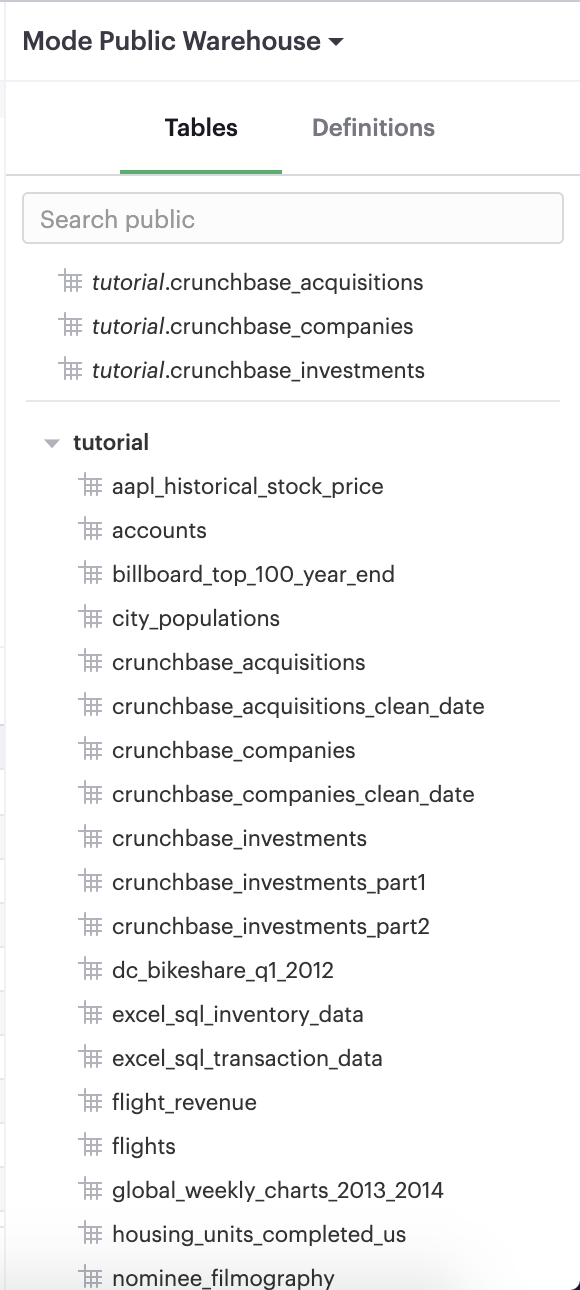 Mode Public Warehouse
Tables Definitions
Search public
tutorial.crunchbase_acquisitions
tutorial.crunchbase_companies
tutorial.crunchbase_investments
tutorial
aapl_historical_stock_price
accounts
billboard_top_100_year_end
city_populations
crunchbase_acquisitions
crunchbase_acquisitions_clean_date
crunchbase_companies
crunchbase_companies_clean_date
crunchbase_investments
crunchbase_investments_part1
crunchbase_investments_part2
dc_bikeshare_q1_2012
excel_sql_inventory_data
excel_sql_transaction_data
flight_revenue
flights
global_weekly_charts_2013_2014
housing_units_completed_us
nominee_filmography